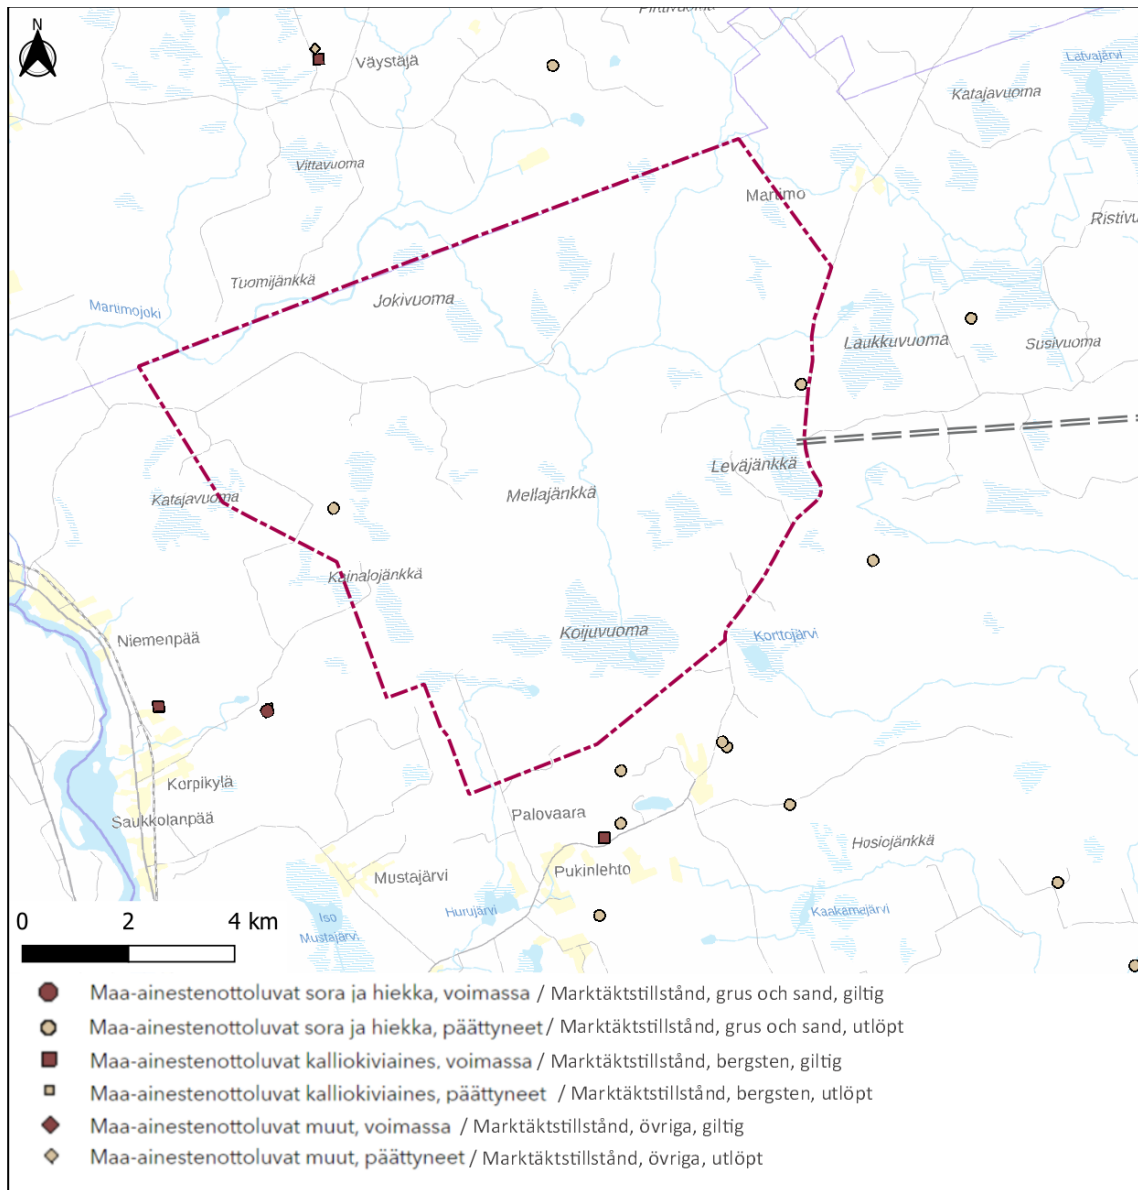 Pirttivuoma
N
Väystäjä
Latvajärvi
Katajavuoma
Vittavuoma
Martimo
Ristivu
Tuomijänkkä
Jokivuoma
Martimojoki
Laukkuvuoma
Susivuoma
Leväjänkkä
Mellajänkkä
Katajavuoma
Kainalojänkkä
Koijuvuoma
Korttojärvi
Niemenpää
Korpikylä
Saukkolanpää
Palovaara
Hosiojänkkä
Pukinlehto
Mustajärvi
Hurujärvi
Kaakamajärvi
Iso
Mustajärvi
0 2 4 km
Maa-ainestenottoluvat sora ja hiekka, voimassa / Marktäktstillstånd, grus och sand, giltig
Maa-ainestenottoluvat sora ja hiekka, päättyneet / Marktäktstillstånd, grus och sand, utlöpt
Maa-ainestenottoluvat kalliokiviaines, voimassa / Marktäktstillstånd, bergsten, giltig
Maa-ainestenottoluvat kalliokiviaines, päättyneet / Marktäktstillstånd, bergsten, utlöpt
Maa-ainestenottoluvat muut, voimassa / Marktäktstillstånd, övriga, giltig
Maa-ainestenottoluvat muut, päättyneet / Marktäktstillstånd, övriga, utlöpt